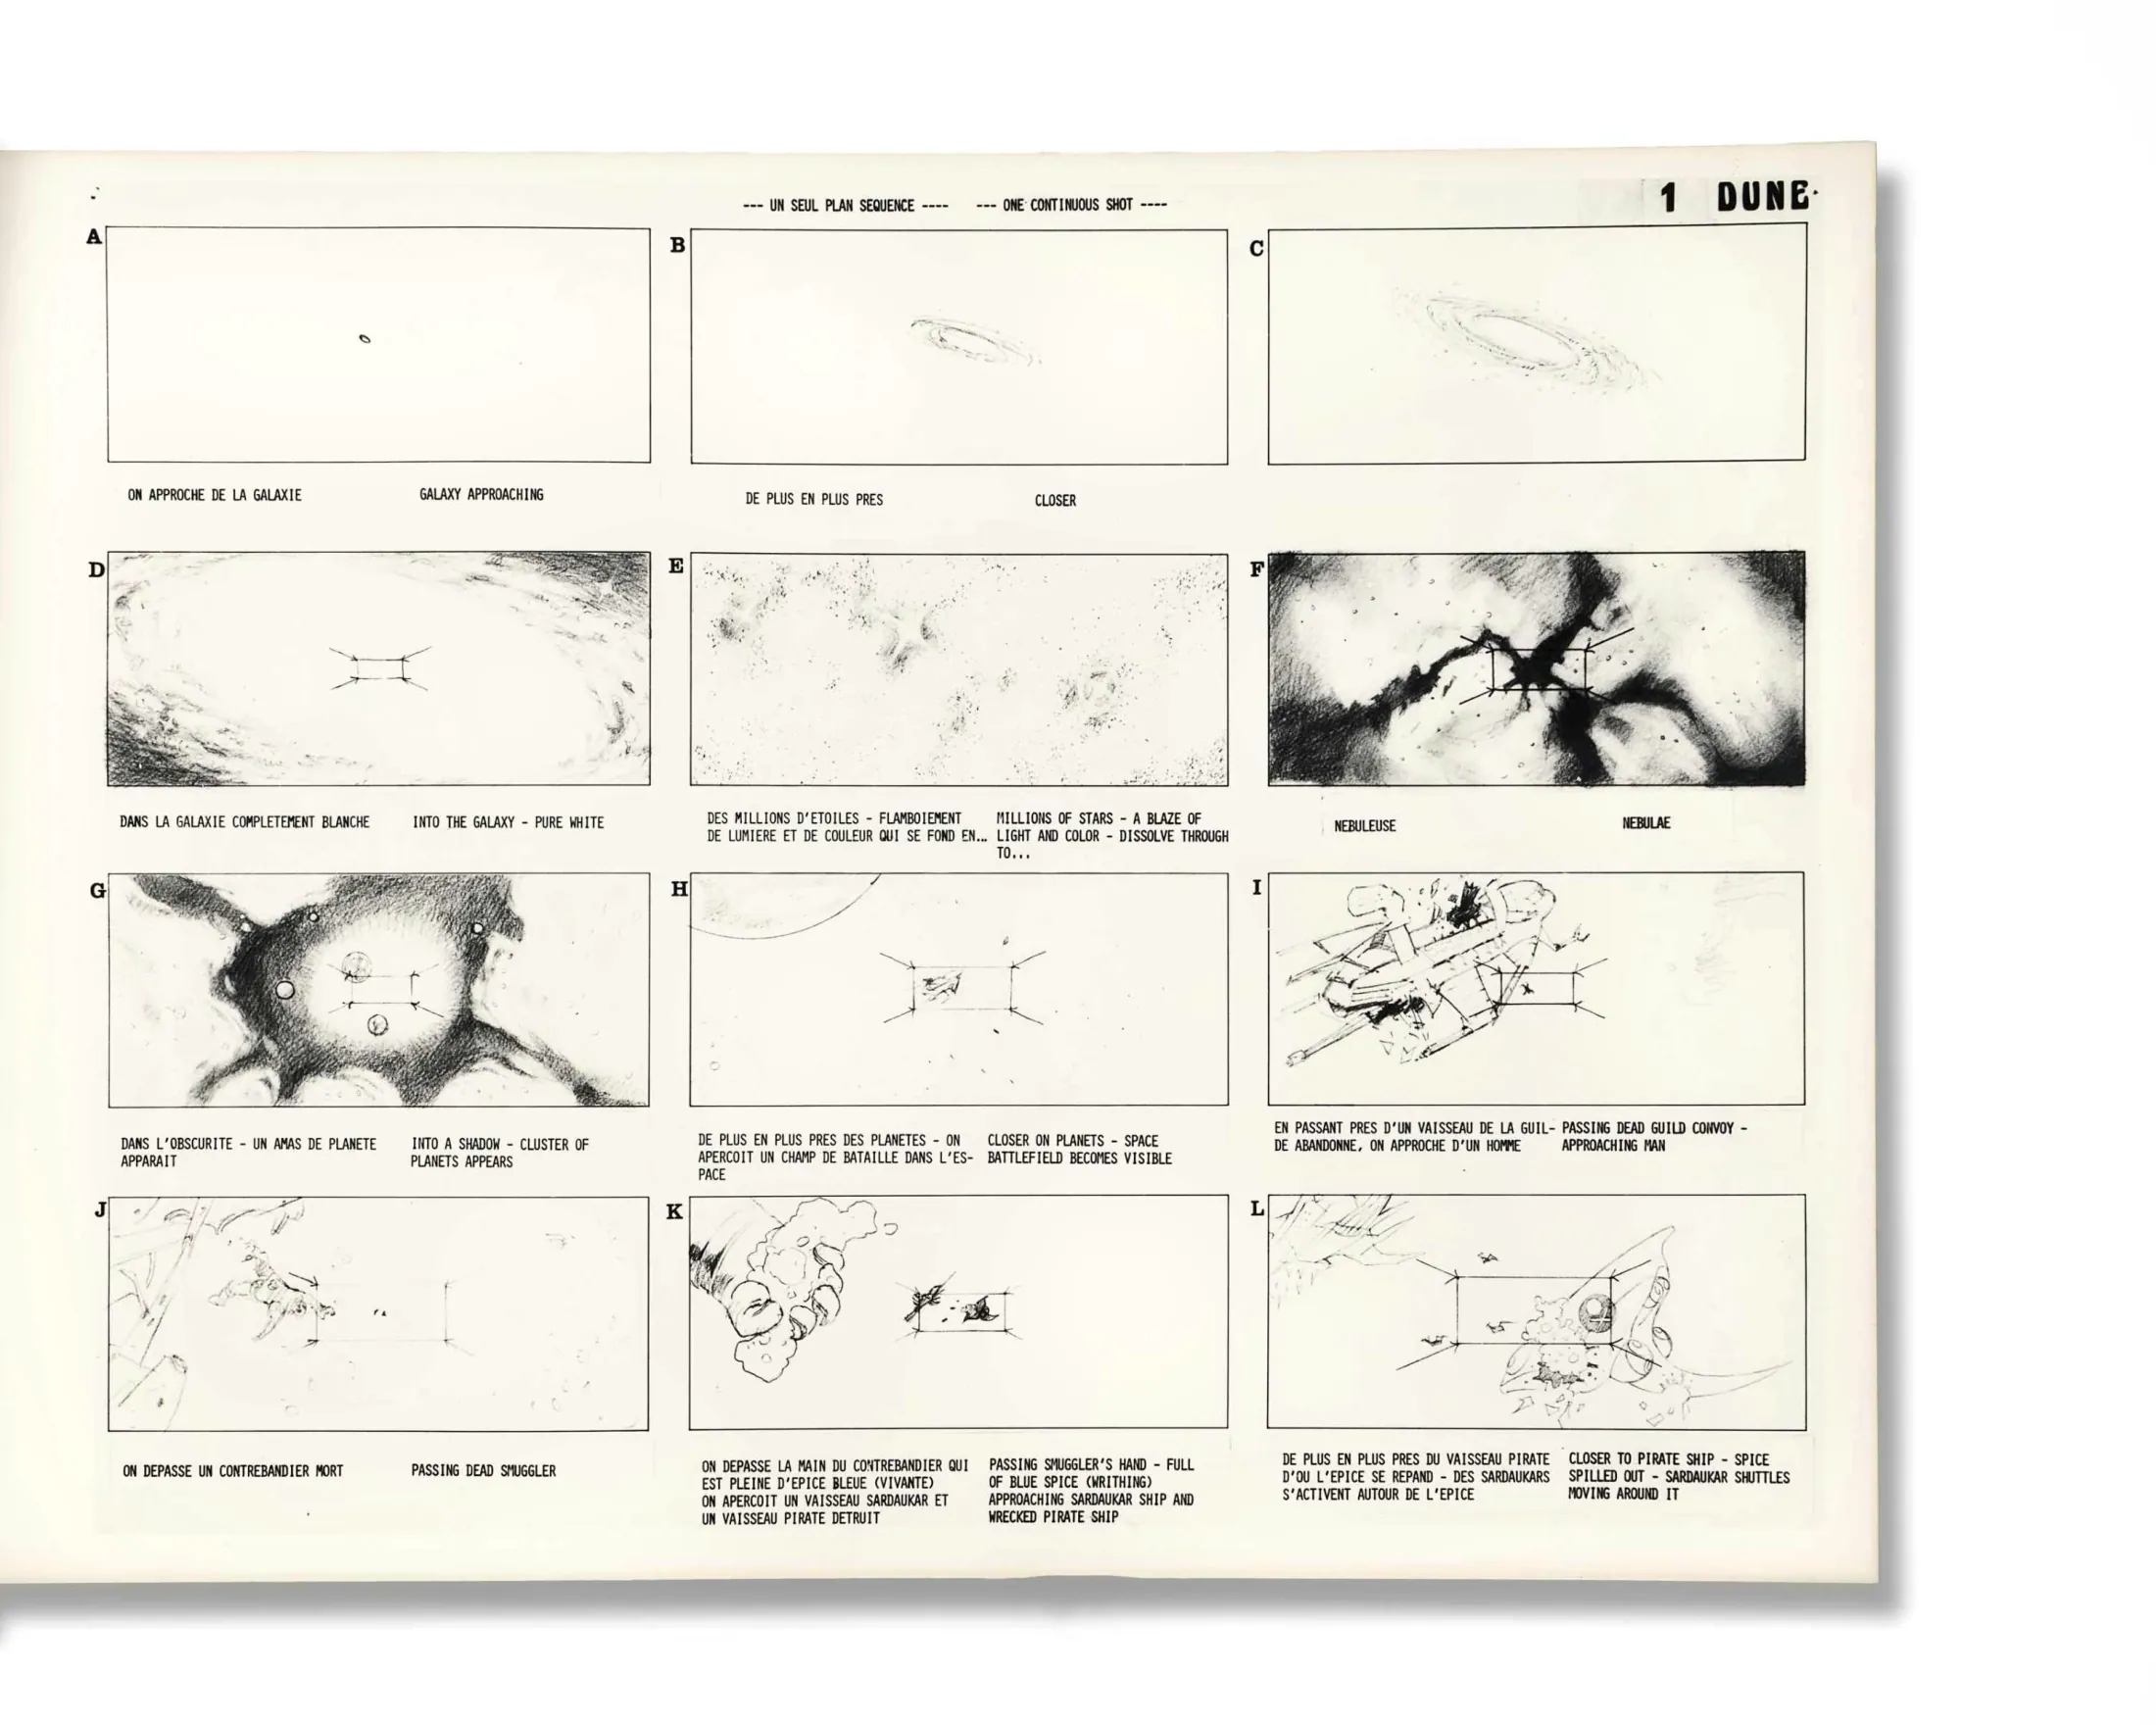 --- UN SEUL PLAN SEQUENCE ---- --- ONE CONTINUOUS SHOT ----
1 DUNE
A
B
C
ON APPROCHE DE LA GALAXIE
GALAXY APPROACHING
DE PLUS EN PLUS PRES
CLOSER
D
E
F
DANS LA GALAXIE COMPLETEMENT BLANCHE
INTO THE GALAXY - PURE WHITE
DES MILLIONS D'ETOILES - FLAMBOIEMENT
DE LUMIERE ET DE COULEUR QUI SE FOND EN...
MILLIONS OF STARS - A BLAZE OF
LIGHT AND COLOR - DISSOLVE THROUGH
TO...
NEBULEUSE
NEBULAE
G
H
I
DANS L'OBSCURITE - UN AMAS DE PLANETE
APPARAIT
INTO A SHADOW - CLUSTER OF
PLANETS APPEARS
DE PLUS EN PLUS PRES DES PLANETES - ON
APERCOIT UN CHAMP DE BATAILLE DANS L'ES-
PACE
CLOSER ON PLANETS - SPACE
BATTLEFIELD BECOMES VISIBLE
EN PASSANT PRES D'UN VAISSEAU DE LA GUIL-
DE ABANDONNE, ON APPROCHE D'UN HOMME
PASSING DEAD GUILD CONVOY -
APPROACHING MAN
J
K
L
ON DEPASSE UN CONTREBANDIER MORT
PASSING DEAD SMUGGLER
ON DEPASSE LA MAIN DU CONTREBANDIER QUI
EST PLEINE D'EPICE BLEUE (VIVANTE)
ON APERCOIT UN VAISSEAU SARDAUKAR ET
UN VAISSEAU PIRATE DETRUIT
PASSING SMUGGLER'S HAND - FULL
OF BLUE SPICE (WRITHING)
APPROACHING SARDAUKAR SHIP AND
WRECKED PIRATE SHIP
DE PLUS EN PLUS PRES DU VAISSEAU PIRATE
D'OU L'EPICE SE REPAND - DES SARDAUKARS
S'ACTIVENT AUTOUR DE L'EPICE
CLOSER TO PIRATE SHIP - SPICE
SPILLED OUT - SARDAUKAR SHUTTLES
MOVING AROUND IT